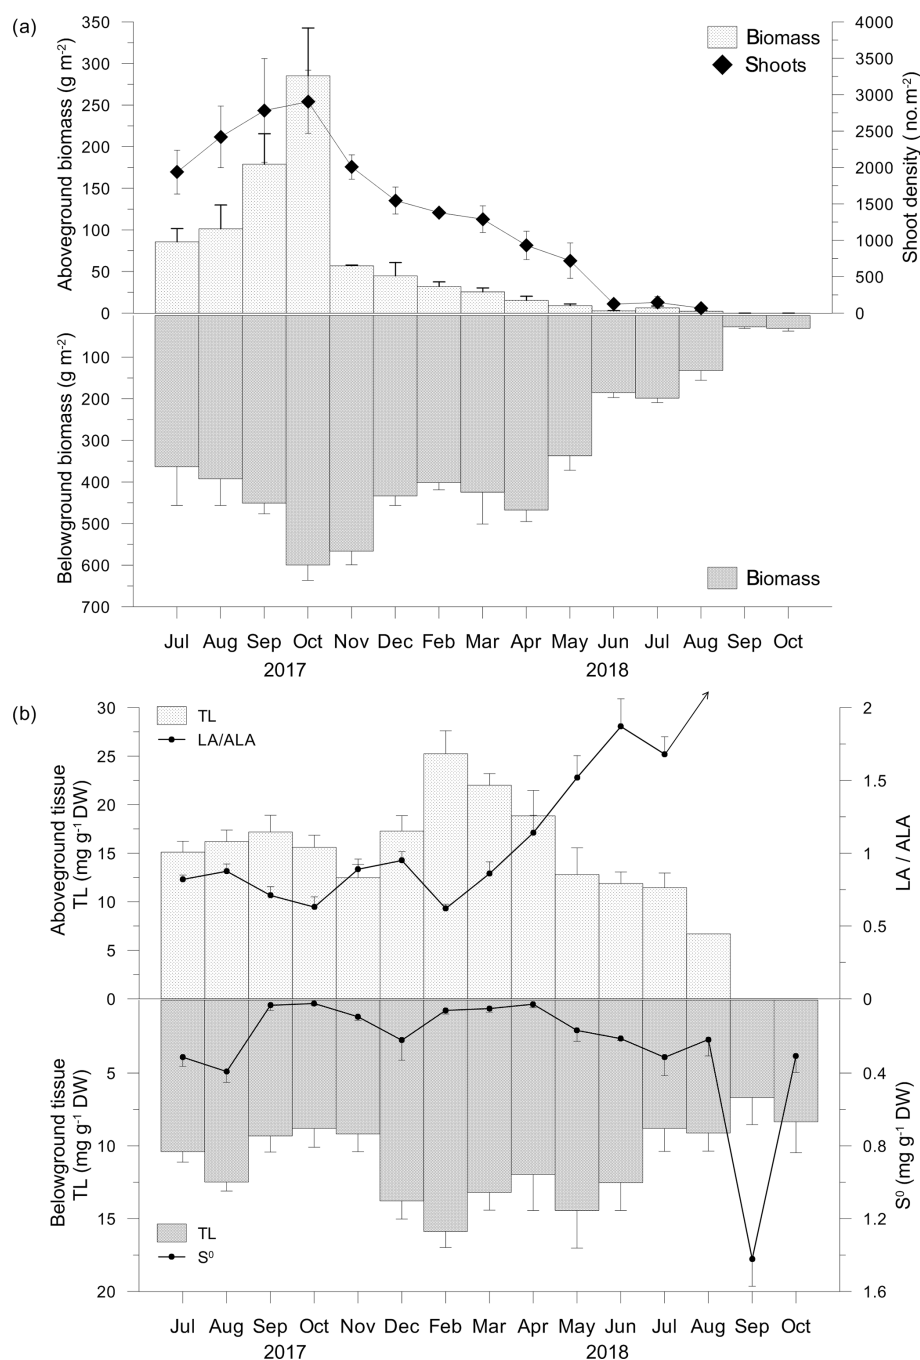 (a)
Aboveground biomass (g m-2)
350
300
250
200
150
100
50
0
Biomass
Shoots
4000
3500
3000
2500
2000
1500
1000
500
0
Shoot density ( no.m-2)
Belowground biomass (g m-2)
100
200
300
400
500
600
700
Biomass
Jul Aug Sep Oct Nov Dec Feb Mar Apr May Jun Jul Aug Sep Oct
2017 2018
(b)
Aboveground tissue
TL (mg g-1 DW)
30
25
20
15
10
5
0
TL
LA/ALA
2
1.5
1
0.5
0
LA / ALA
Belowground tissue
TL (mg g-1 DW)
5
10
15
20
TL
S0
0.4
0.8
1.2
1.6
S0 (mg g-1 DW)
Jul Aug Sep Oct Nov Dec Feb Mar Apr May Jun Jul Aug Sep Oct
2017 2018